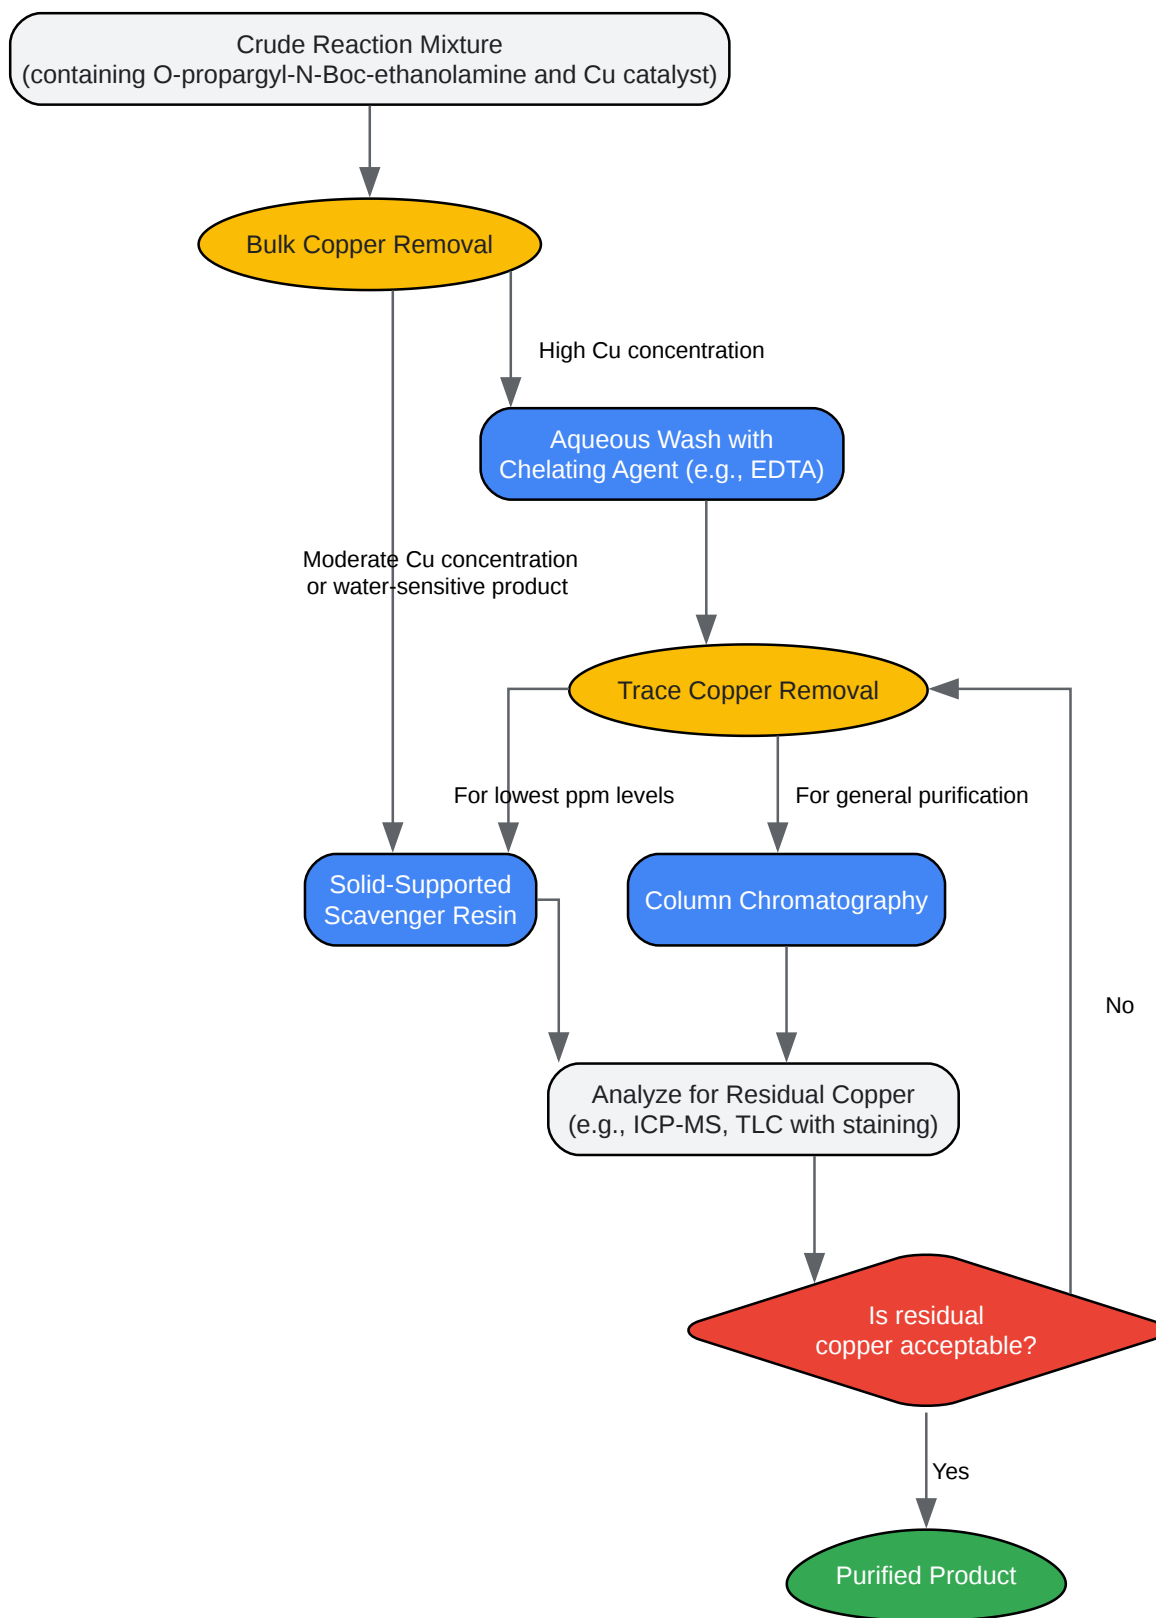 Crude Reaction Mixture
(containing O-propargyl-N-Boc-ethanolamine and Cu catalyst)
Bulk Copper Removal
High Cu concentration
Aqueous Wash with
Chelating Agent (e.g., EDTA)
Moderate Cu concentration
or water-sensitive product
Trace Copper Removal
For lowest ppm levels
For general purification
Solid-Supported
Scavenger Resin
Column Chromatography
No
Analyze for Residual Copper
(e.g., ICP-MS, TLC with staining)
Is residual
copper acceptable?
Yes
Purified Product